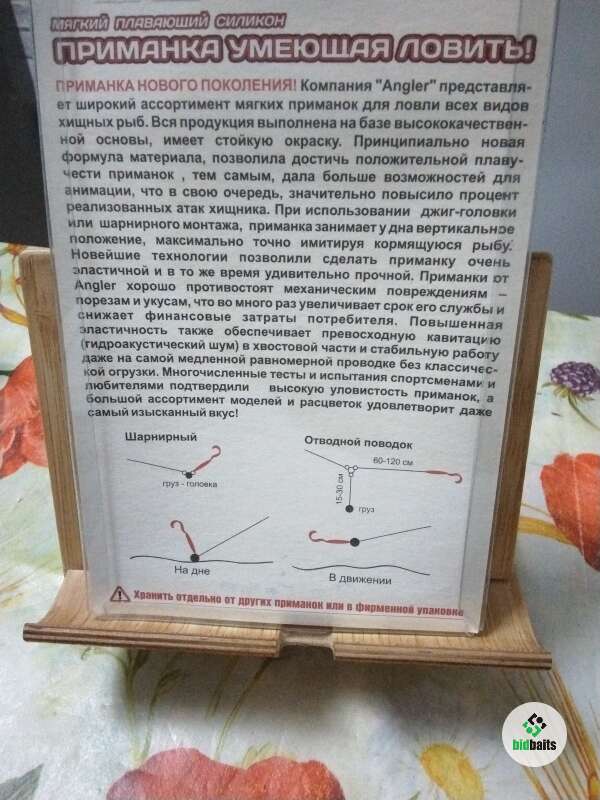 МЯГКИЙ ПЛАВАЮЩИЙ СИЛИКОН
ПРИМАНКА УМЕЮЩАЯ ЛОВИТЬ!
ПРИМАНКА НОВОГО ПОКОЛЕНИЯ! Компания "Angler" представля-
ет широкий ассортимент мягких приманок для ловли всех видов
хищных рыб. Вся продукция выполнена на базе высококачествен-
ной основы, имеет стойкую окраску. Принципиально новая
формула материала, позволила достичь положительной плаву-
чести приманок , тем самым, дала больше возможностей для
анимации, что в свою очередь, значительно повысило процент
реализованных атак хищника. При использовании джиг-головки
или шарнирного монтажа, приманка занимает у дна вертикальное
положение, максимально точно имитируя кормящуюся рыбу.
Новейшие технологии позволили сделать приманку очень
эластичной и в то же время удивительно прочной. Приманки от
Angler хорошо противостоят механическим повреждениям –
порезам и укусам, что во много раз увеличивает срок его службы и
снижает финансовые затраты потребителя. Повышенная
эластичность также обеспечивает превосходную кавитацию
(гидроакустический шум) в хвостовой части и стабильную работу
даже на самой медленной равномерной проводке без классичес-
кой огрузки. Многочисленные тесты и испытания спортсменами и
любителями подтвердили высокую уловистость приманок, а
большой ассортимент моделей и расцветок удовлетворит даже
самый изысканный вкус!
Шарнирный
Отводной поводок
60-120 см
груз - головка
15-30 см
груз
На дне
В движении
Хранить отдельно от других приманок или в фирменной упаковке
bidbaits